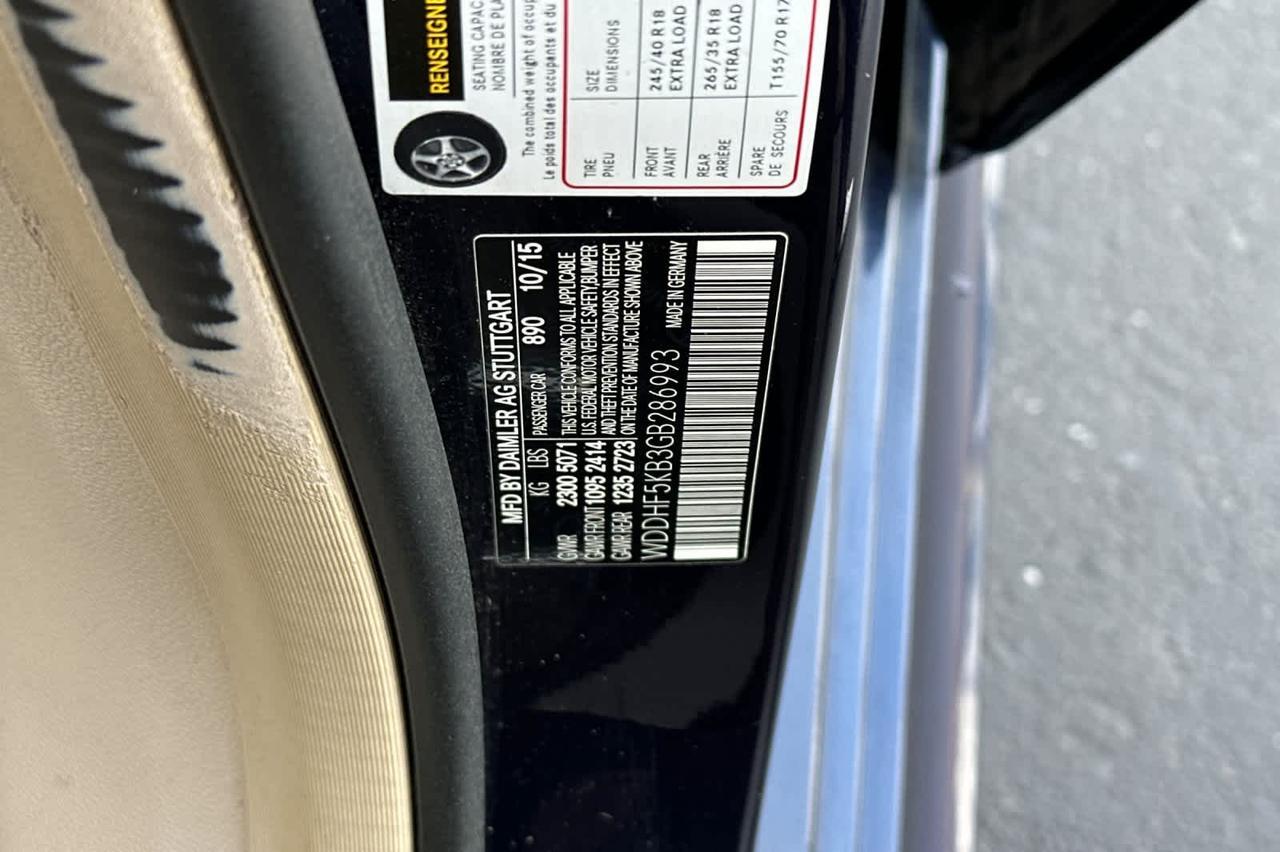 MFD BY DAIMLER AG STUTTGART
KG LBS PASSENGER CAR 890 10/15
GVWR 2300 5071 THIS VEHICLE CONFORMS TO ALL APPLICABLE
GAWR FRONT 1095 2414 U.S. FEDERAL MOTOR VEHICLE SAFETY, BUMPER
GAWR REAR 1235 2723 AND THEFT PREVENTION STANDARDS IN EFFECT
ON THE DATE OF MANUFACTURE SHOWN ABOVE
WDDHF5KB3GB286993 MADE IN GERMANY
SEATING CAPAC
NOMBRE DE PLA
The combined weight of occup
Le poids total des occupants et du
TIRE SIZE
PNEU DIMENSIONS
FRONT 245/40 R18
AVANT EXTRA LOAD
REAR 265/35 R18
ARRIÈRE EXTRA LOAD
SPARE T155/70 R17
DE SECOURS